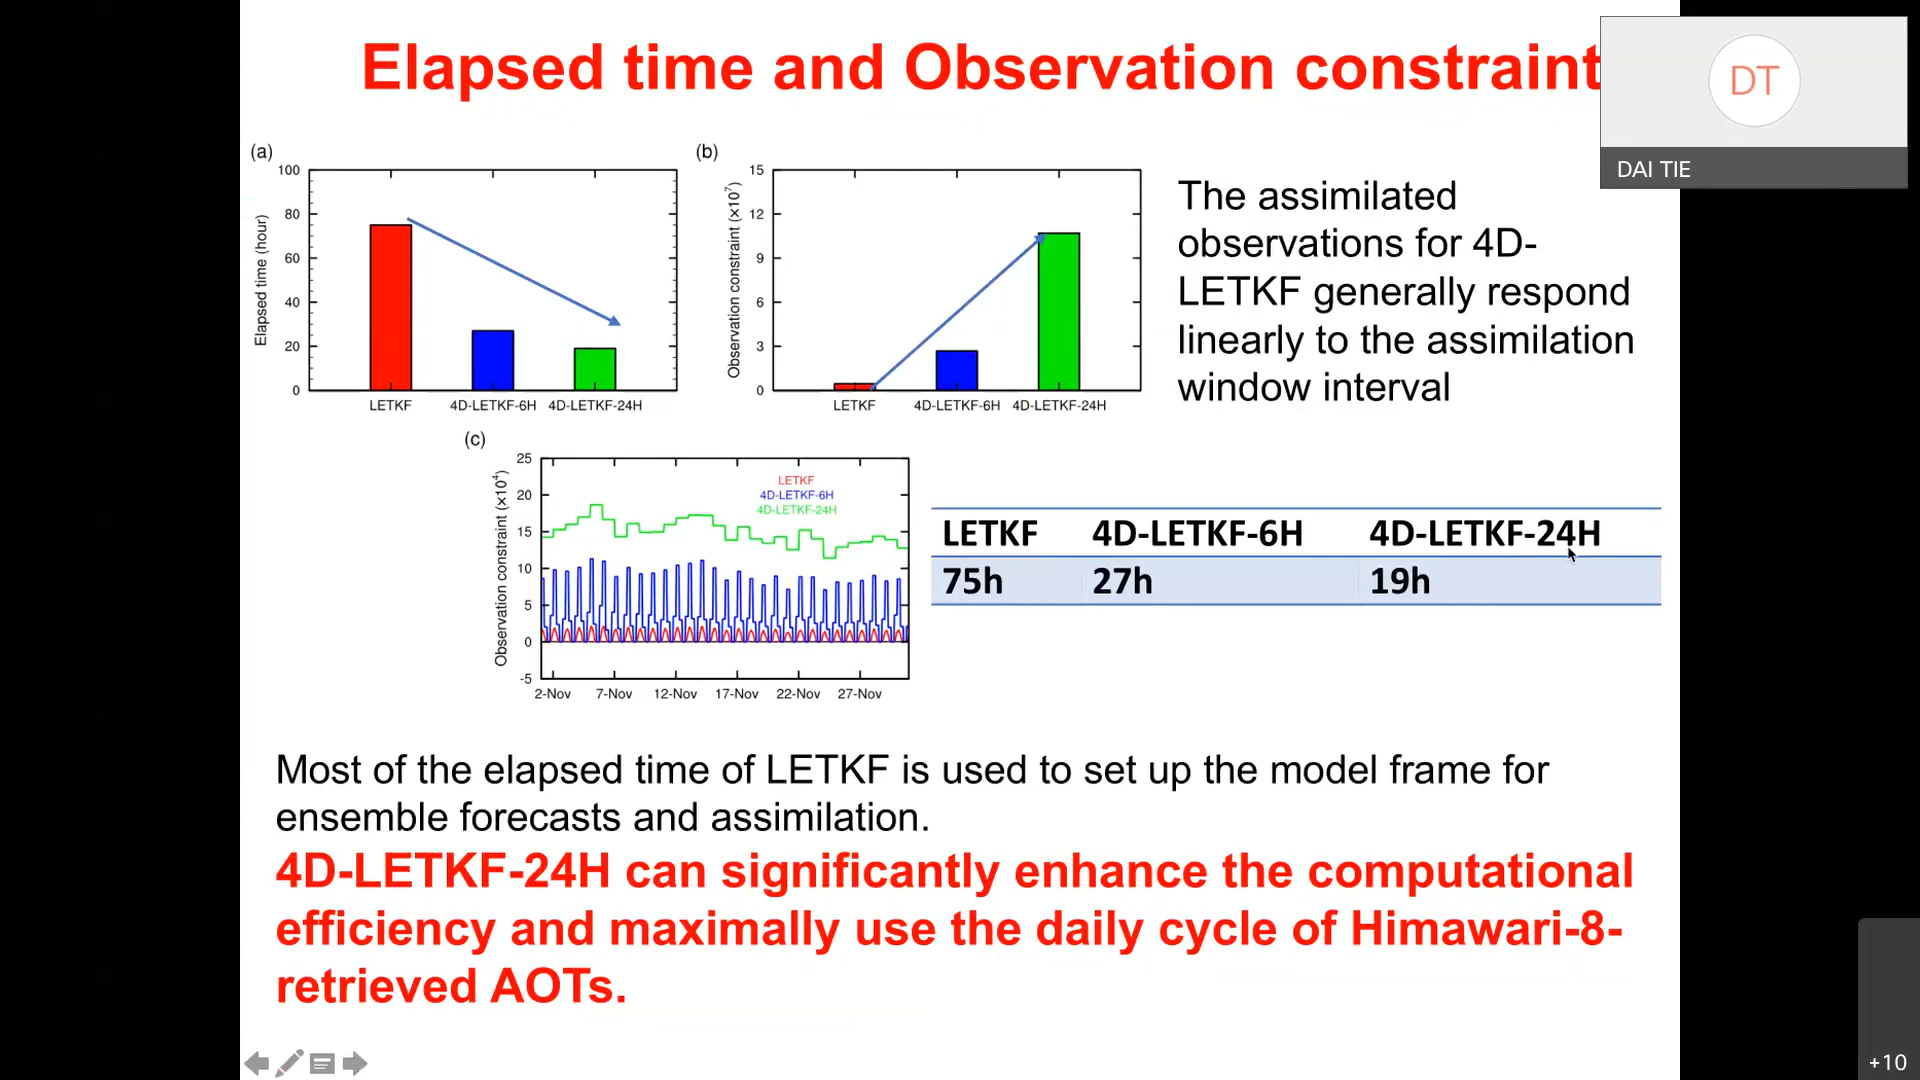 Elapsed time and Observation constraint
DT
DAI TIE
(a)
100
80
60
40
20
0
Elapsed time (hour)
LETKF
4D-LETKF-6H
4D-LETKF-24H
(b)
15
12
9
6
3
0
Observation constraint (×10⁷)
LETKF
4D-LETKF-6H
4D-LETKF-24H
The assimilated
observations for 4D-
LETKF generally respond
linearly to the assimilation
window interval
(c)
25
20
15
10
5
0
-5
Observation constraint (×10⁴)
LETKF
4D-LETKF-6H
4D-LETKF-24H
2-Nov
7-Nov
12-Nov
17-Nov
22-Nov
27-Nov
LETKF 4D-LETKF-6H 4D-LETKF-24H
75h 27h 19h
Most of the elapsed time of LETKF is used to set up the model frame for
ensemble forecasts and assimilation.
4D-LETKF-24H can significantly enhance the computational
efficiency and maximally use the daily cycle of Himawari-8-
retrieved AOTs.
+10